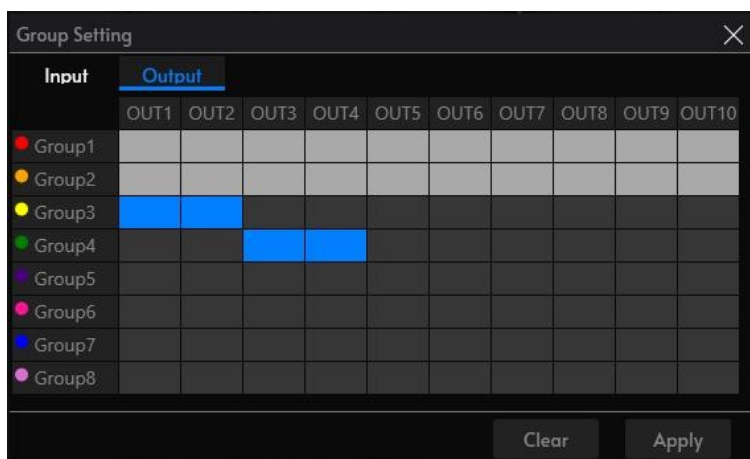 Group Setting
Input Output
OUT1 OUT2 OUT3 OUT4 OUT5 OUT6 OUT7 OUT8 OUT9 OUT10
Group1
Group2
Group3
Group4
Group5
Group6
Group7
Group8
Clear Apply